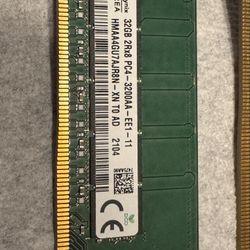 32GB 2Rx8 PC4-3200AA-EE1-11
HMAA4GU7AJR8N-XN T0 AD 2104